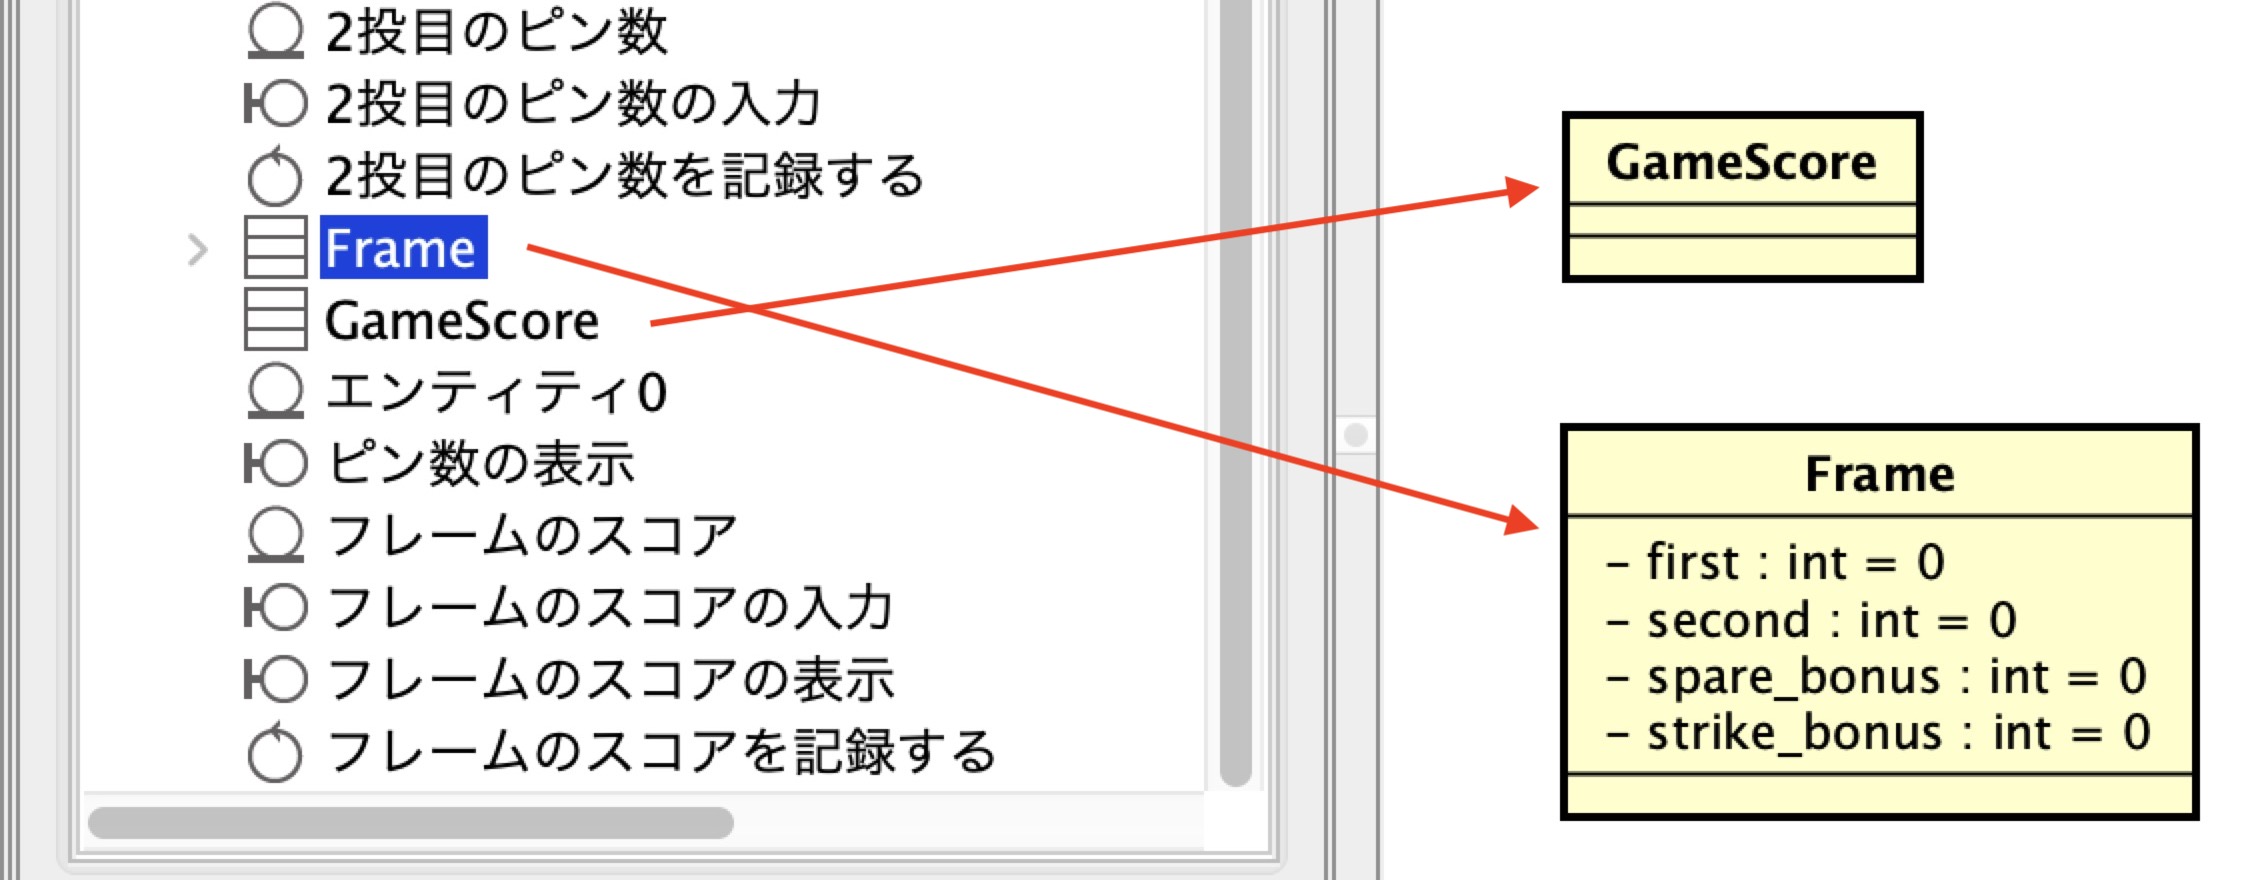 2投目のピン数
2投目のピン数の入力
2投目のピン数を記録する
Frame
GameScore
エンティティ0
ピン数の表示
フレームのスコア
フレームのスコアの入力
フレームのスコアの表示
フレームのスコアを記録する
GameScore
Frame
- first : int = 0
- second : int = 0
- spare_bonus : int = 0
- strike_bonus : int = 0